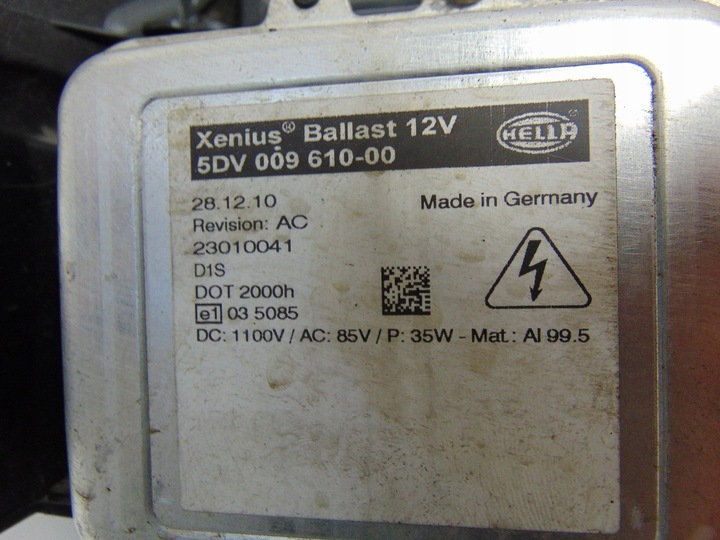 Xenius® Ballast 12V
HELLA
5DV 009 610-00
28.12.10
Made in Germany
Revision: AC
23010041
D1S
DOT 2000h
e1 03 5085
DC: 1100V / AC: 85V / P: 35W - Mat.: Al 99.5